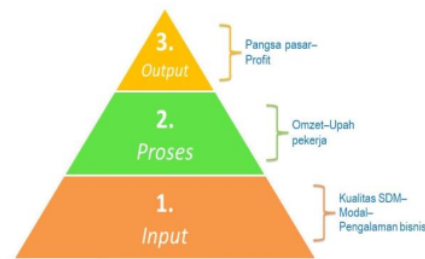 3.
Output
Pangsa pasar–
Profit
2.
Proses
Omzet–Upah
pekerja
1.
Input
Kualitas SDM–
Modal–
Pengalaman bisnis